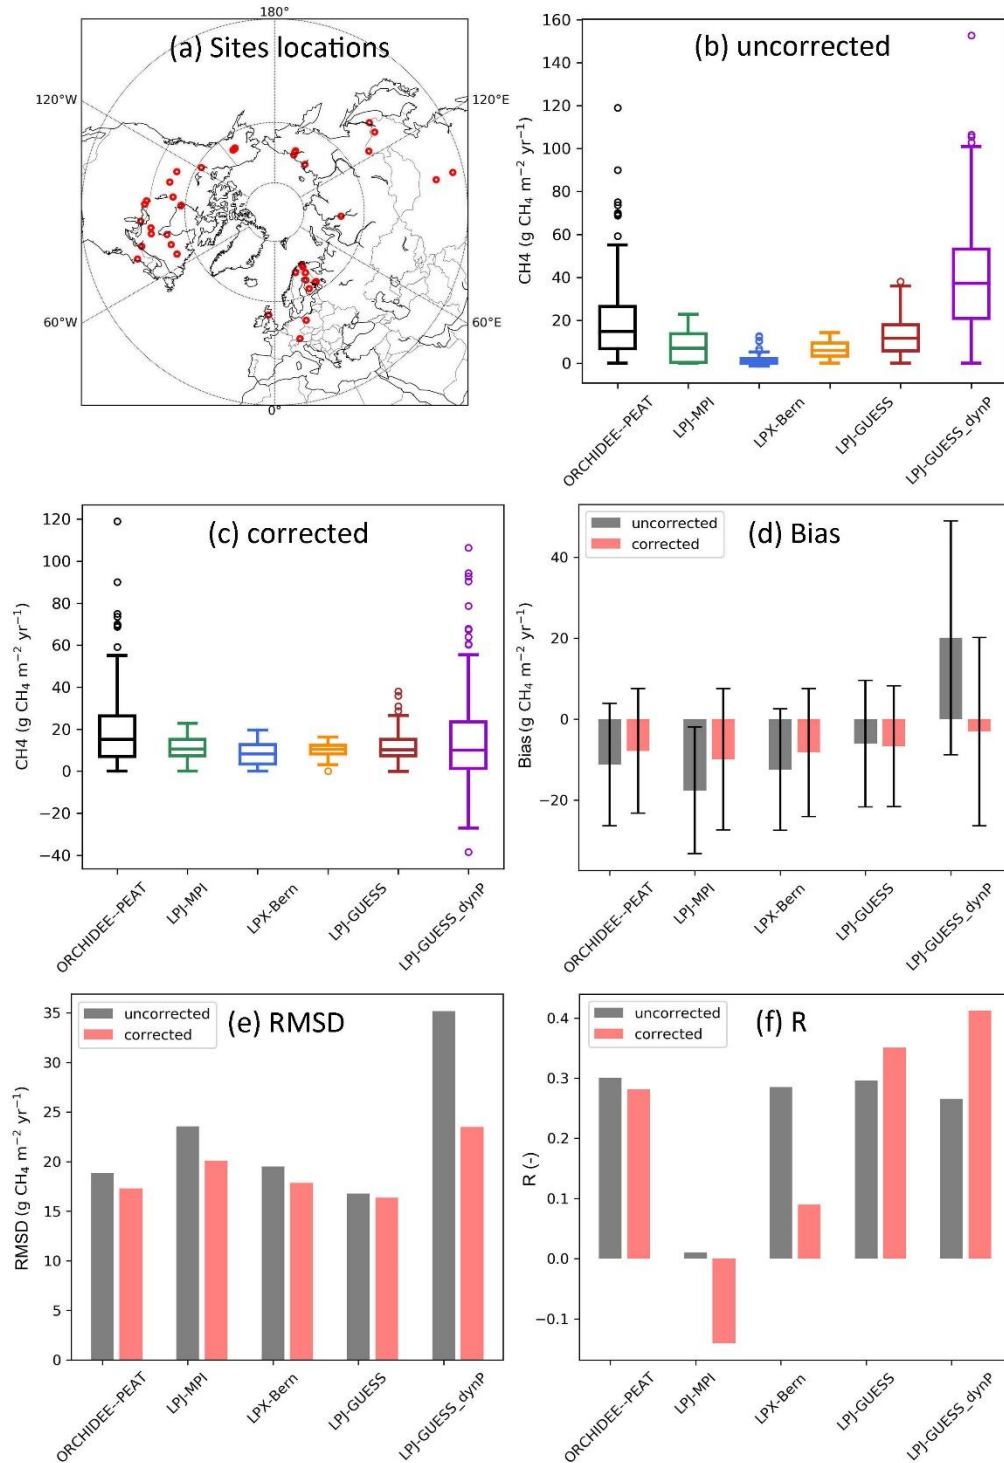 180°
(a) Sites locations
120°W
120°E
60°W
60°E
0°
(b) uncorrected
CH4 (g CH₄ m⁻² yr⁻¹)
160
140
120
100
80
60
40
20
0
ORCHIDEE--PEAT
LPJ-MPI
LPX-Bern
LPJ-GUESS
LPJ-GUESS_dynP
(c) corrected
CH4 (g CH₄ m⁻² yr⁻¹)
120
100
80
60
40
20
0
−20
−40
ORCHIDEE--PEAT
LPJ-MPI
LPX-Bern
LPJ-GUESS
LPJ-GUESS_dynP
(d) Bias
uncorrected
corrected
Bias(g CH₄ m⁻² yr⁻¹)
40
20
0
−20
ORCHIDEE--PEAT
LPJ-MPI
LPX-Bern
LPJ-GUESS
LPJ-GUESS_dynP
(e) RMSD
uncorrected
corrected
RMSD (g CH₄ m⁻² yr⁻¹)
35
30
25
20
15
10
5
0
ORCHIDEE--PEAT
LPJ-MPI
LPX-Bern
LPJ-GUESS
LPJ-GUESS_dynP
(f) R
uncorrected
corrected
R (-)
0.4
0.3
0.2
0.1
0.0
−0.1
ORCHIDEE--PEAT
LPJ-MPI
LPX-Bern
LPJ-GUESS
LPJ-GUESS_dynP